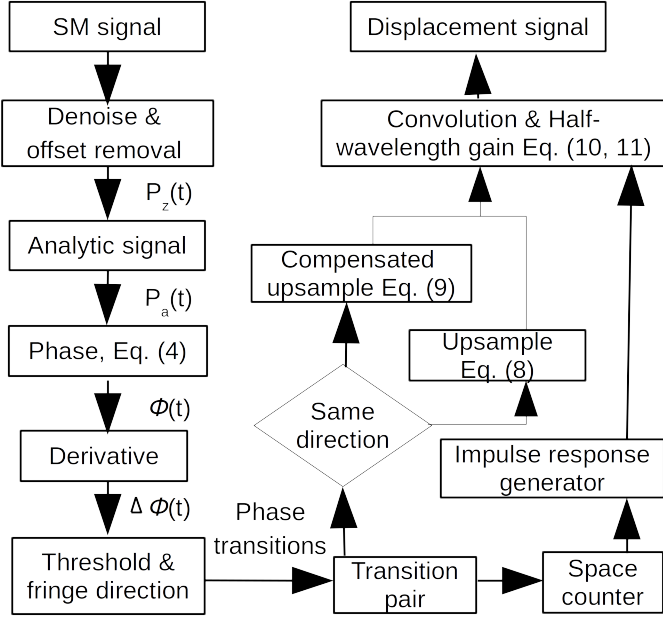 SM signal
Denoise &
offset removal
Pz(t)
Analytic signal
Pa(t)
Phase, Eq. (4)
Φ(t)
Derivative
Δ Φ(t)
Threshold &
fringe direction
Phase
transitions
Transition
pair
Space
counter
Impulse response
generator
Same
direction
Upsample
Eq. (8)
Compensated
upsample Eq. (9)
Convolution & Half-
wavelength gain Eq. (10, 11)
Displacement signal